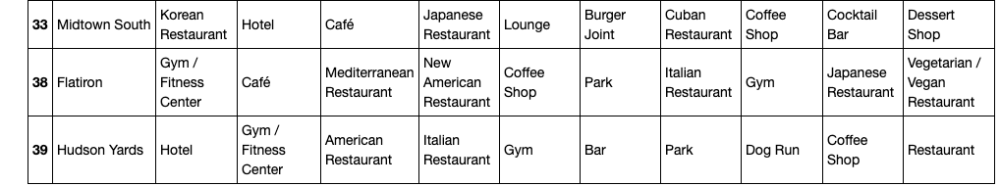 33 Midtown South Korean Restaurant Hotel Café Japanese Restaurant Lounge Burger Joint Cuban Restaurant Coffee Shop Cocktail Bar Dessert Shop
38 Flatiron Gym / Fitness Center Café Mediterranean Restaurant New American Restaurant Coffee Shop Park Italian Restaurant Gym Japanese Restaurant Vegetarian / Vegan Restaurant
39 Hudson Yards Hotel Gym / Fitness Center American Restaurant Italian Restaurant Gym Bar Park Dog Run Coffee Shop Restaurant